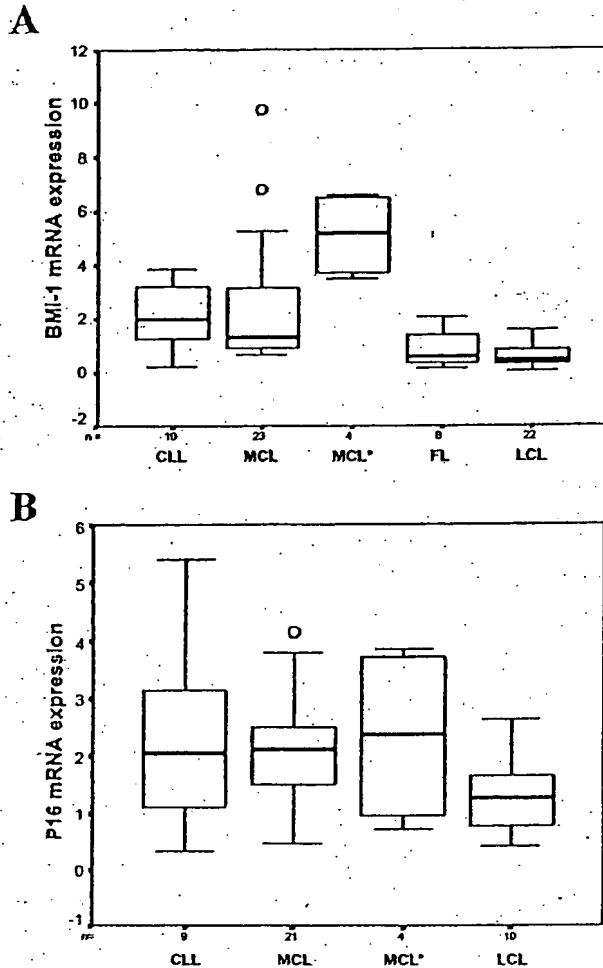 A
BMI-1 mRNA expression
12
10
8
6
4
2
0
-2
n =
10
23
4
8
22
CLL
MCL
MCL*
FL
LCL
B
P16 mRNA expression
6
5
4
3
2
1
0
-1
n=
9
21
4
10
CLL
MCL
MCL*
LCL